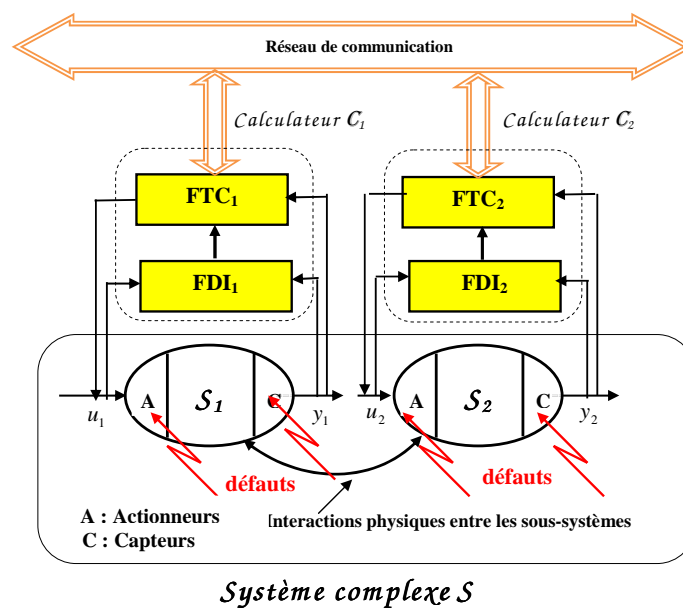 Réseau de communication
Calculateur C1
Calculateur C2
FTC1
FTC2
FDI1
FDI2
A
S1
C
A
S2
C
u1
y1
u2
y2
défauts
défauts
A : Actionneurs
Interactions physiques entre les sous-systèmes
C : Capteurs
Système complexe S